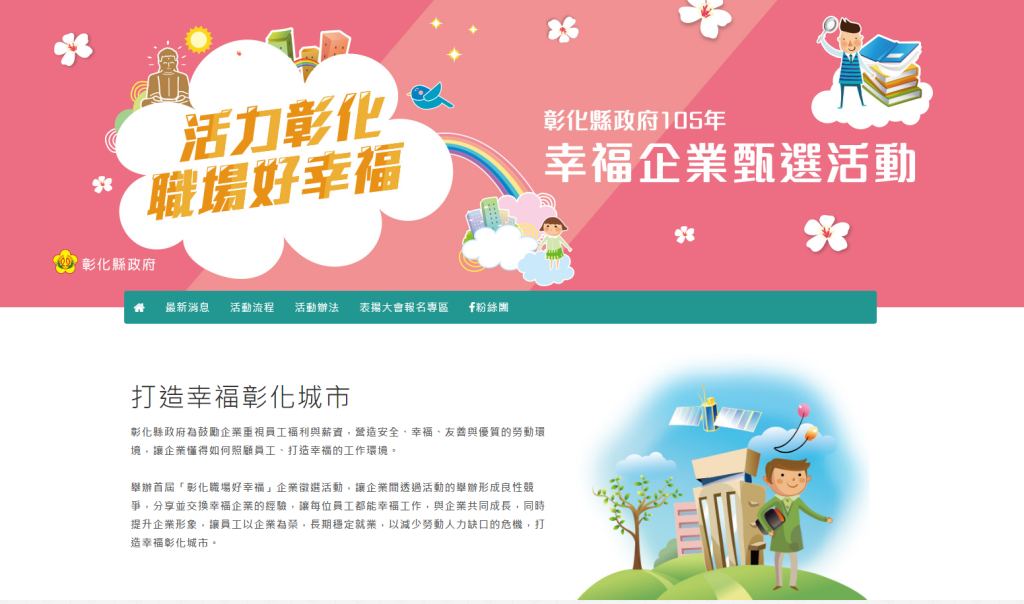 活力彰化
職場好幸福
彰化縣政府105年
幸福企業甄選活動
彰化縣政府
最新消息 活動流程 活動辦法 表揚大會報名專區 粉絲團
打造幸福彰化城市
彰化縣政府為鼓勵企業重視員工福利與薪資，營造安全、幸福、友善與優質的勞動環
境，讓企業懂得如何照顧員工、打造幸福的工作環境。
舉辦首屆「彰化職場好幸福」企業徵選活動，讓企業間透過活動的舉辦形成良性競
爭，分享並交換幸福企業的經驗，讓每位員工都能幸福工作，與企業共同成長，同時
提升企業形象，讓員工以企業為榮，長期穩定就業，以減少勞動人力缺口的危機，打
造幸福彰化城市。